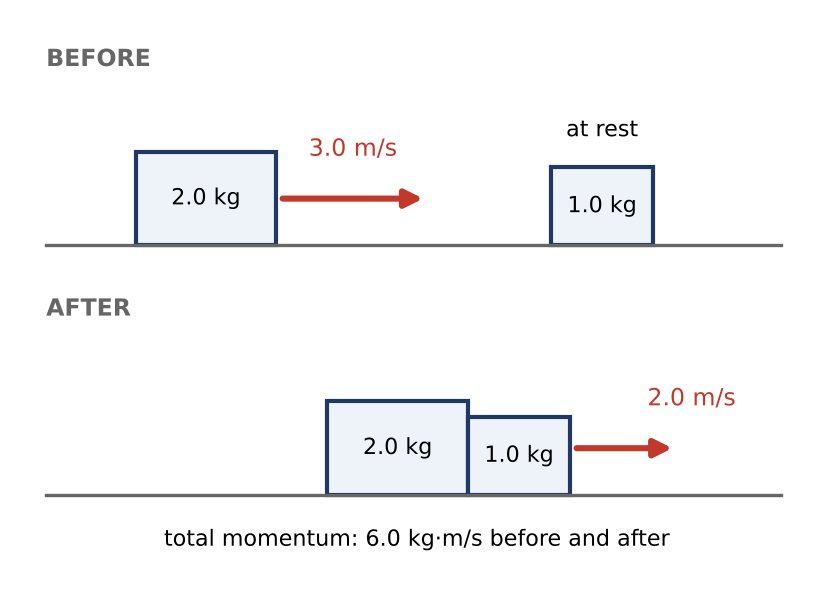 BEFORE
at rest
3.0 m/s
2.0 kg
1.0 kg
AFTER
2.0 m/s
2.0 kg
1.0 kg
total momentum: 6.0 kg·m/s before and after